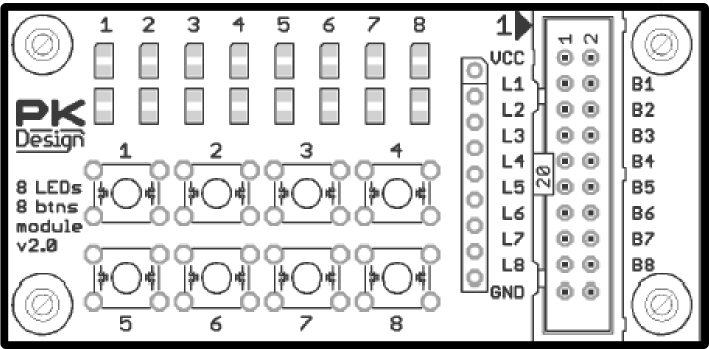 1 2 3 4 5 6 7 8
PK
Design
8 LEDs
8 btns
module
v2.0
1 2 3 4
5 6 7 8
1
1 2
VCC
L1 B1
L2 B2
L3 B3
L4 B4
L5 B5
L6 B6
L7 B7
L8 B8
GND
20